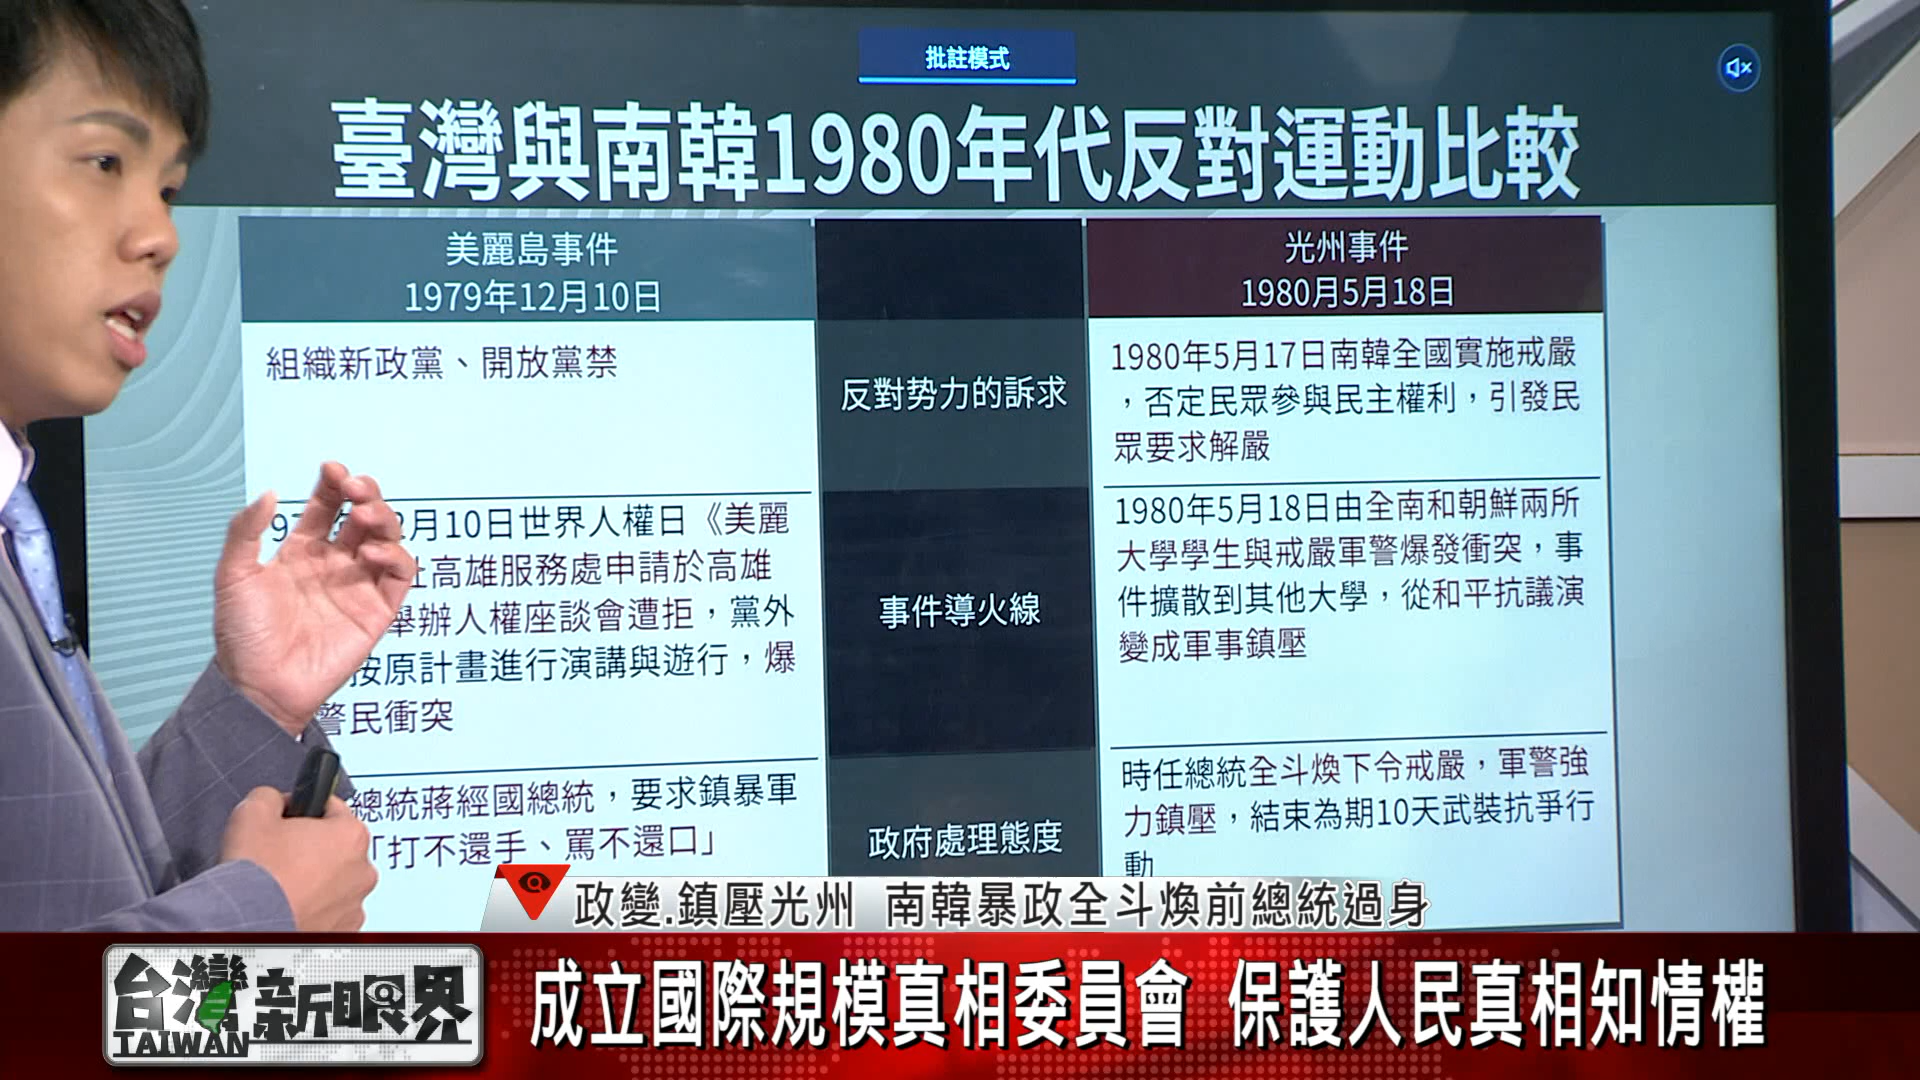 批註模式
臺灣與南韓1980年代反對運動比較
美麗島事件
1979年12月10日
光州事件
1980月5月18日
組織新政黨、開放黨禁
反對势力的訴求
1980年5月17日南韓全國實施戒嚴
，否定民眾參與民主權利，引發民
眾要求解嚴
2月10日世界人權日《美麗
高雄服務處申請於高雄
舉辦人權座談會遭拒，黨外
按原計畫進行演講與遊行，爆
警民衝突
事件導火線
1980年5月18日由全南和朝鮮兩所
大學學生與戒嚴軍警爆發衝突，事
件擴散到其他大學，從和平抗議演
變成軍事鎮壓
總統蔣經國總統，要求鎮暴軍
「打不還手、罵不還口」
政府處理態度
時任總統全斗煥下令戒嚴，軍警強
力鎮壓，結束為期10天武裝抗爭行
動
政變.鎮壓光州 南韓暴政全斗煥前總統過身
台灣新眼界
TAIWAN
成立國際規模真相委員會 保護人民真相知情權